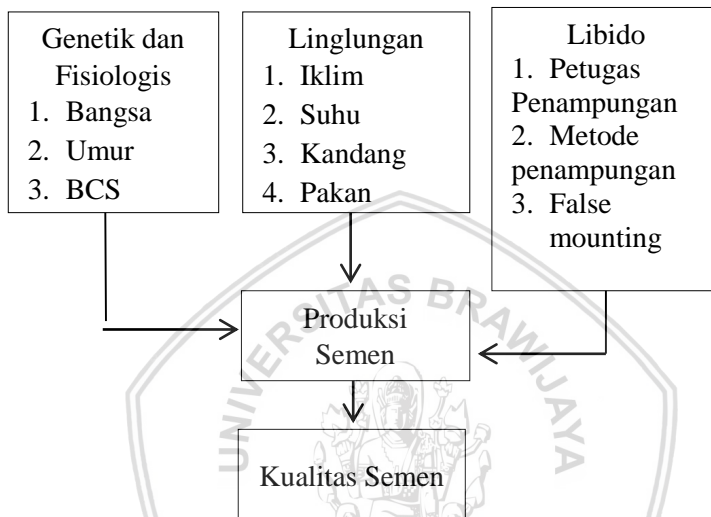 Genetik dan
Fisiologis
1. Bangsa
2. Umur
3. BCS
Linglungan
1. Iklim
2. Suhu
3. Kandang
4. Pakan
Libido
1. Petugas
Penampungan
2. Metode
penampungan
3. False
mounting
Produksi
Semen
Kualitas Semen
UNIVERSITAS BRAWIJAYA